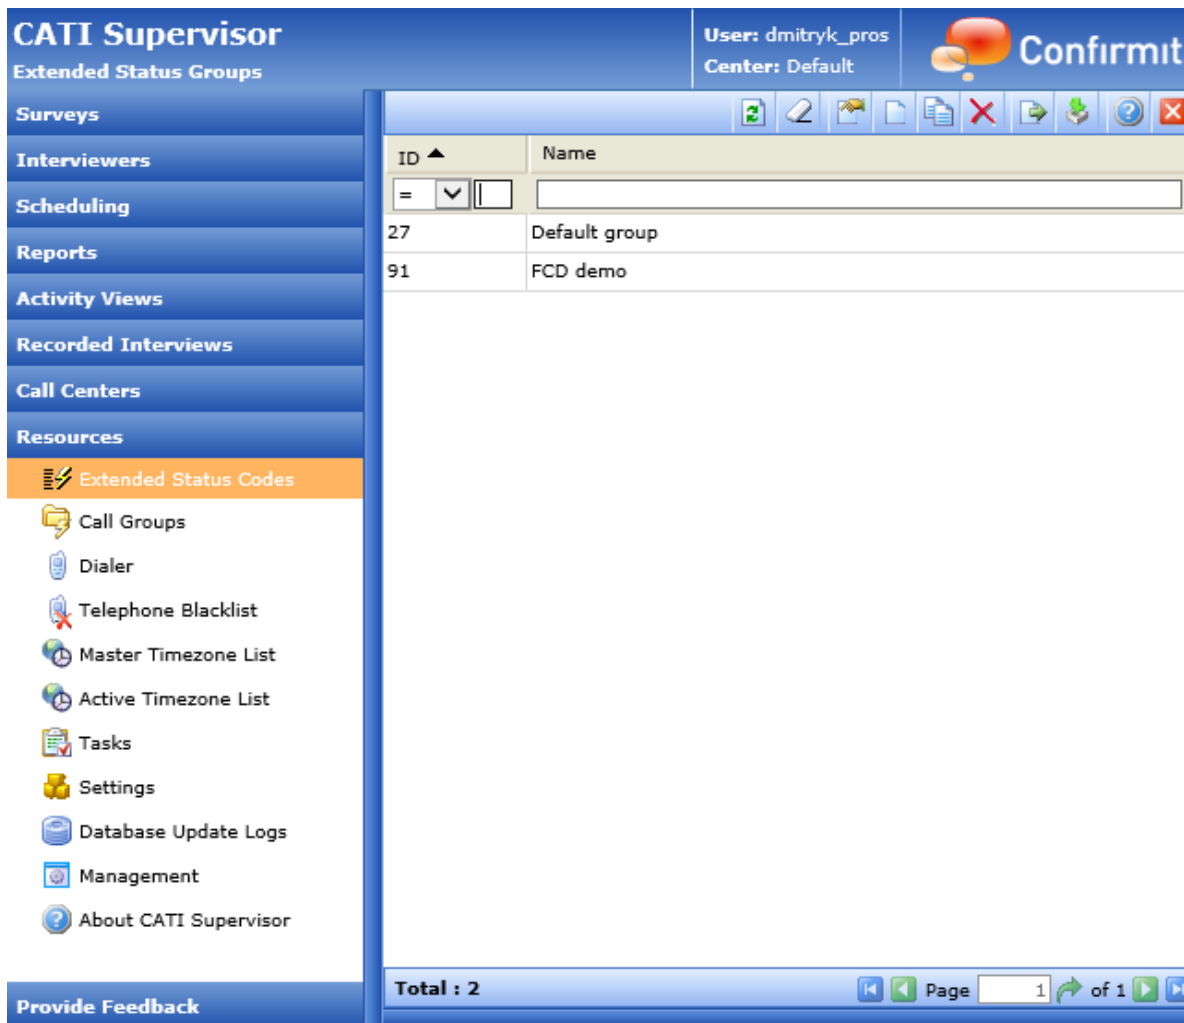 CATI Supervisor
Extended Status Groups
User: dmitryk_pros
Center: Default
Confirmit
Surveys
Interviewers
Scheduling
Reports
Activity Views
Recorded Interviews
Call Centers
Resources
Extended Status Codes
Call Groups
Dialer
Telephone Blacklist
Master Timezone List
Active Timezone List
Tasks
Settings
Database Update Logs
Management
About CATI Supervisor
Provide Feedback
ID Name
=
27 Default group
91 FCD demo
Total : 2 Page 1 of 1